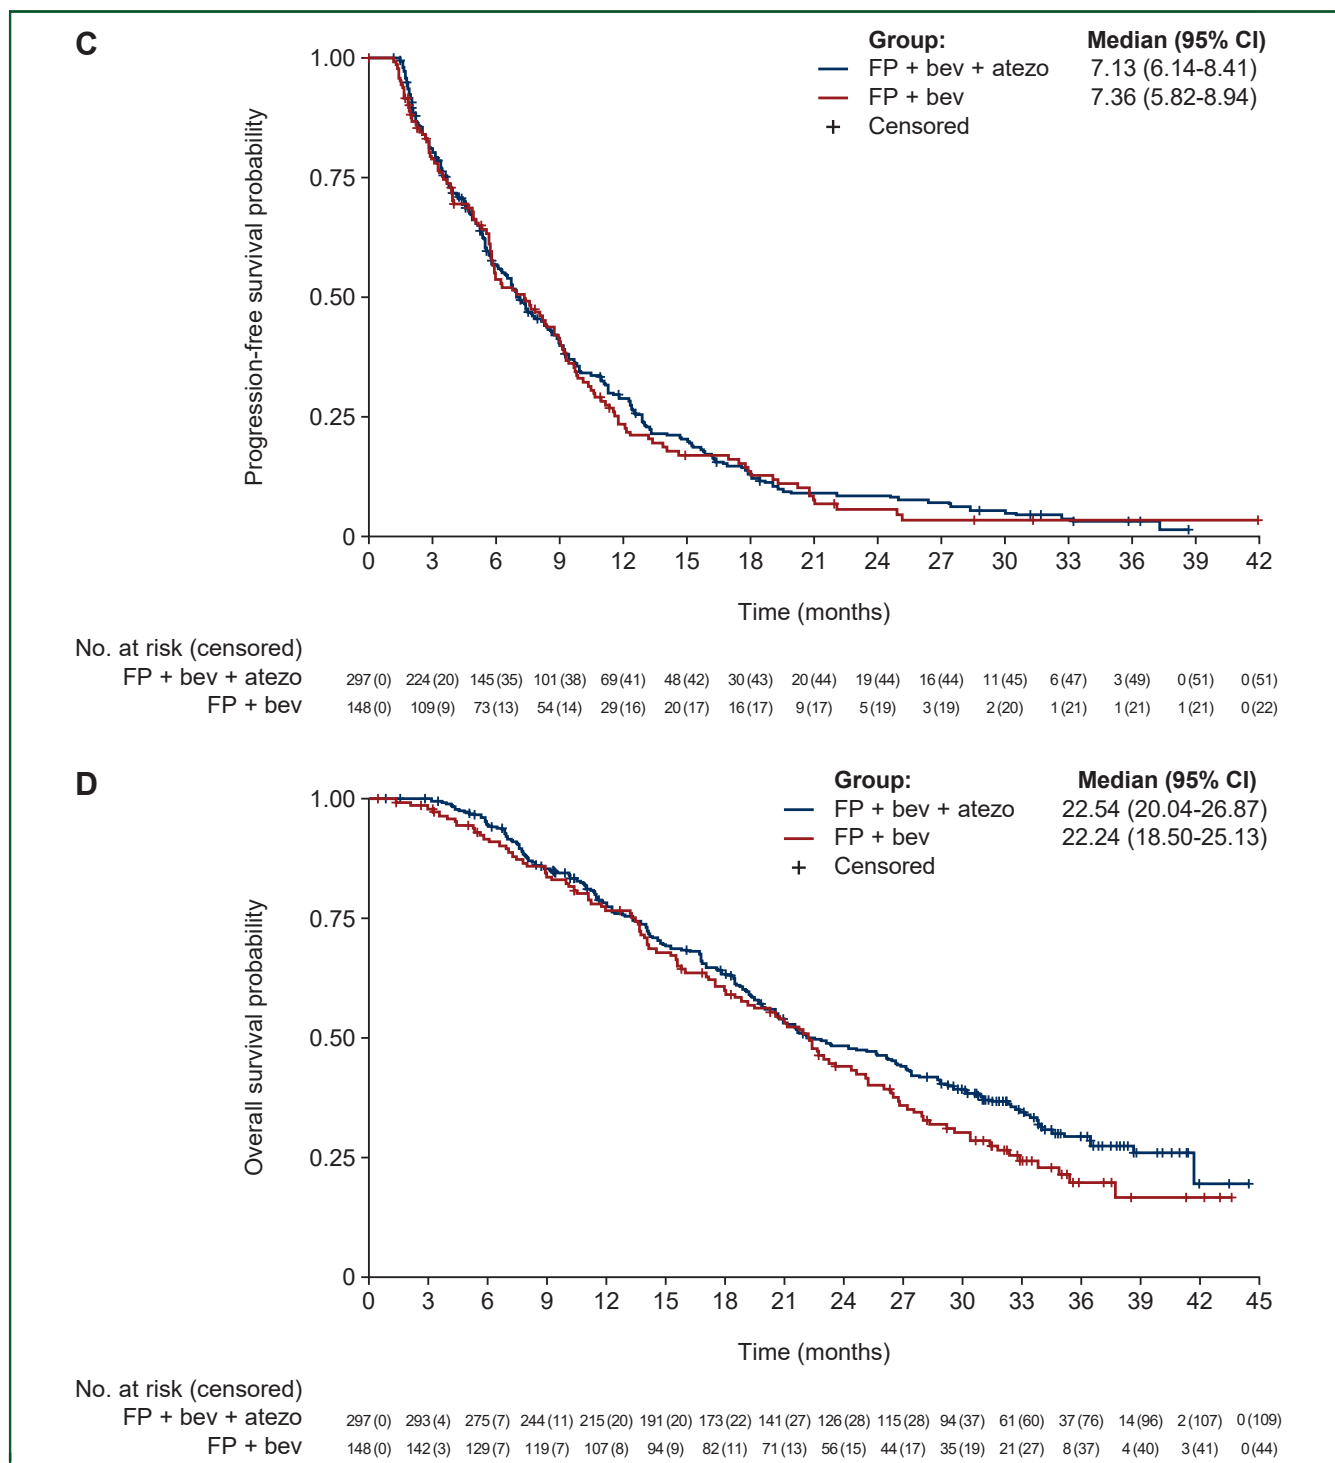 C
Group: Median (95% CI)
FP + bev + atezo 7.13 (6.14-8.41)
FP + bev 7.36 (5.82-8.94)
+ Censored
Progression-free survival probability
1.00
0.75
0.50
0.25
0
0 3 6 9 12 15 18 21 24 27 30 33 36 39 42
Time (months)
No. at risk (censored)
FP + bev + atezo 297 (0) 224 (20) 145 (35) 101 (38) 69 (41) 48 (42) 30 (43) 20 (44) 19 (44) 16 (44) 11 (45) 6 (47) 3 (49) 0 (51) 0 (51)
FP + bev 148 (0) 109 (9) 73 (13) 54 (14) 29 (16) 20 (17) 16 (17) 9 (17) 5 (19) 3 (19) 2 (20) 1 (21) 1 (21) 1 (21) 0 (22)
D
Group: Median (95% CI)
FP + bev + atezo 22.54 (20.04-26.87)
FP + bev 22.24 (18.50-25.13)
+ Censored
Overall survival probability
1.00
0.75
0.50
0.25
0
0 3 6 9 12 15 18 21 24 27 30 33 36 39 42 45
Time (months)
No. at risk (censored)
FP + bev + atezo 297 (0) 293 (4) 275 (7) 244 (11) 215 (20) 191 (20) 173 (22) 141 (27) 126 (28) 115 (28) 94 (37) 61 (60) 37 (76) 14 (96) 2 (107) 0 (109)
FP + bev 148 (0) 142 (3) 129 (7) 119 (7) 107 (8) 94 (9) 82 (11) 71 (13) 56 (15) 44 (17) 35 (19) 21 (27) 8 (37) 4 (40) 3 (41) 0 (44)